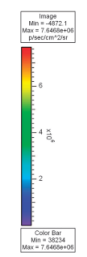 Image
Min = -4872.1
Max = 7.6468e+06
p/sec/cm^2/sr
6
4
x10^6
2
Color Bar
Min = 38234
Max = 7.6468e+06